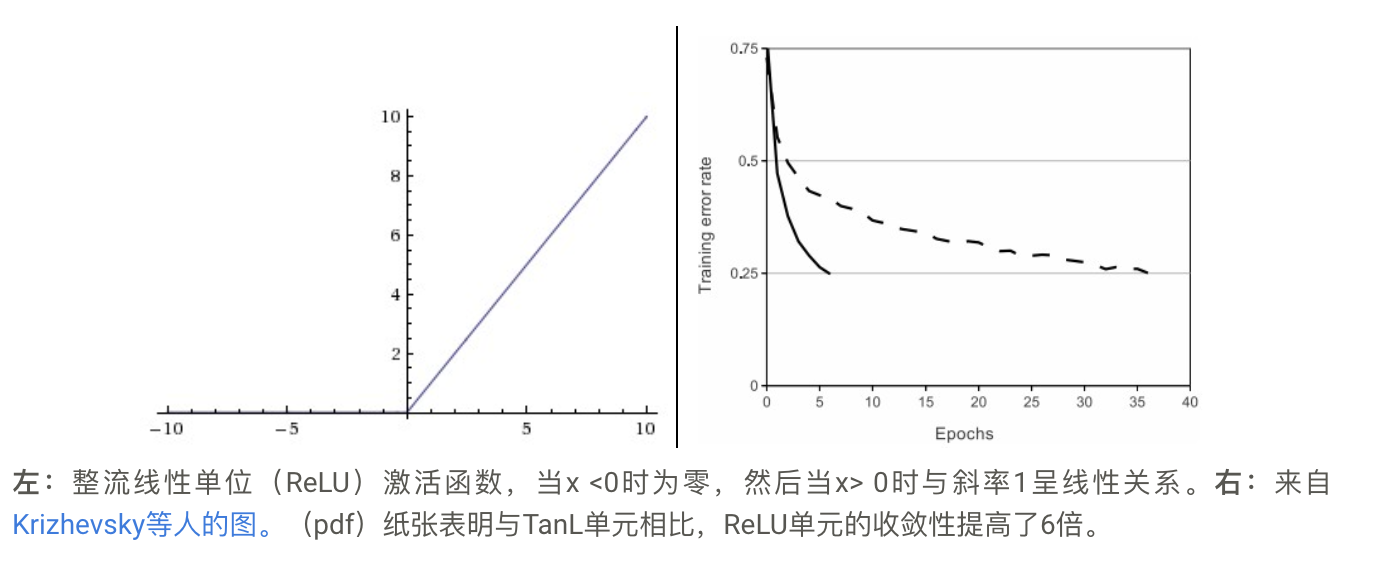 10
8
6
4
2
−10 −5 5 10
0.75
0.5
0.25
0
Training error rate
0 5 10 15 20 25 30 35 40
Epochs
左：整流线性单位（ReLU）激活函数，当x <0时为零，然后当x> 0时与斜率1呈线性关系。右：来自
Krizhevsky等人的图。（pdf）纸张表明与TanL单元相比，ReLU单元的收敛性提高了6倍。